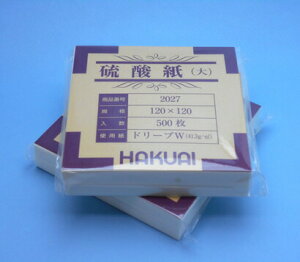 硫酸紙（大）
商品番号 2027
規格 120×120
入数 500枚
使用紙 ドリープW
HAKUAI